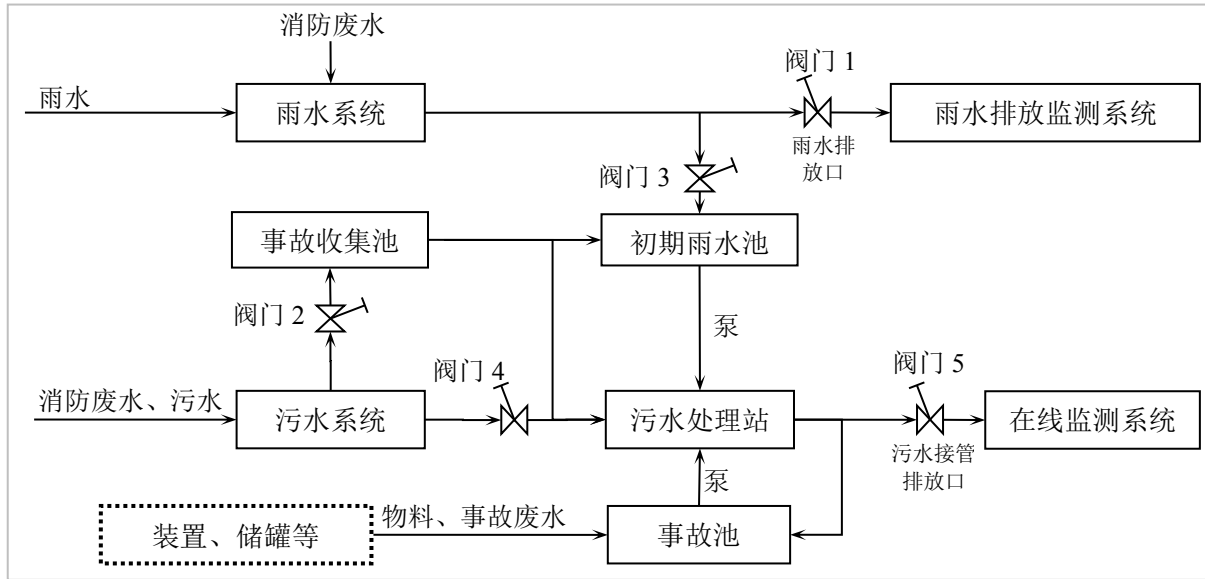 消防废水
阀门 1
雨水
雨水系统
雨水排放监测系统
雨水排
放口
阀门 3
事故收集池
初期雨水池
阀门 2
泵
阀门 4
阀门 5
消防废水、污水
污水系统
污水处理站
在线监测系统
污水接管
排放口
泵
物料、事故废水
装置、储罐等
事故池